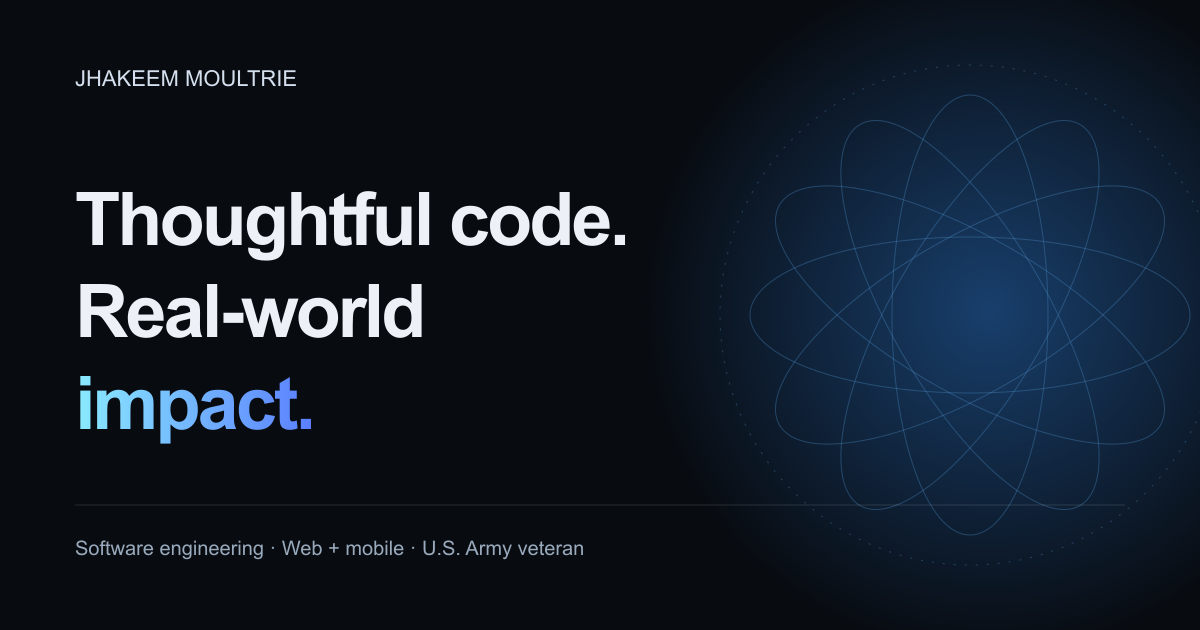 JHAKEEM MOULTRIE
Thoughtful code.
Real-world
impact.
Software engineering · Web + mobile · U.S. Army veteran